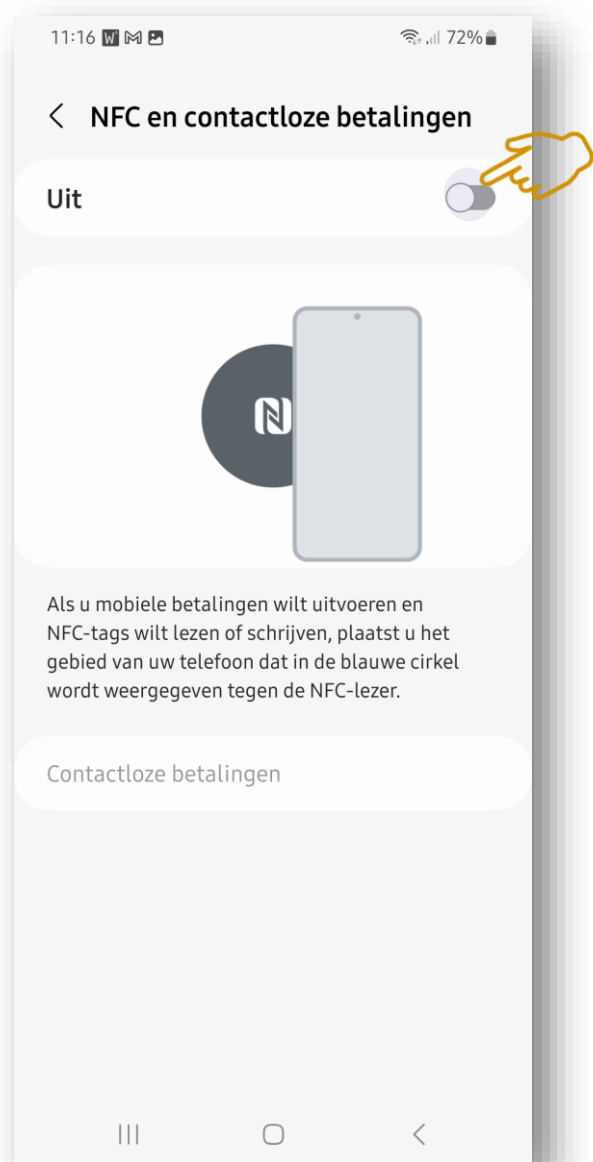 11:16 72%
NFC en contactloze betalingen
Uit
Als u mobiele betalingen wilt uitvoeren en
NFC-tags wilt lezen of schrijven, plaatst u het
gebied van uw telefoon dat in de blauwe cirkel
wordt weergegeven tegen de NFC-lezer.
Contactloze betalingen